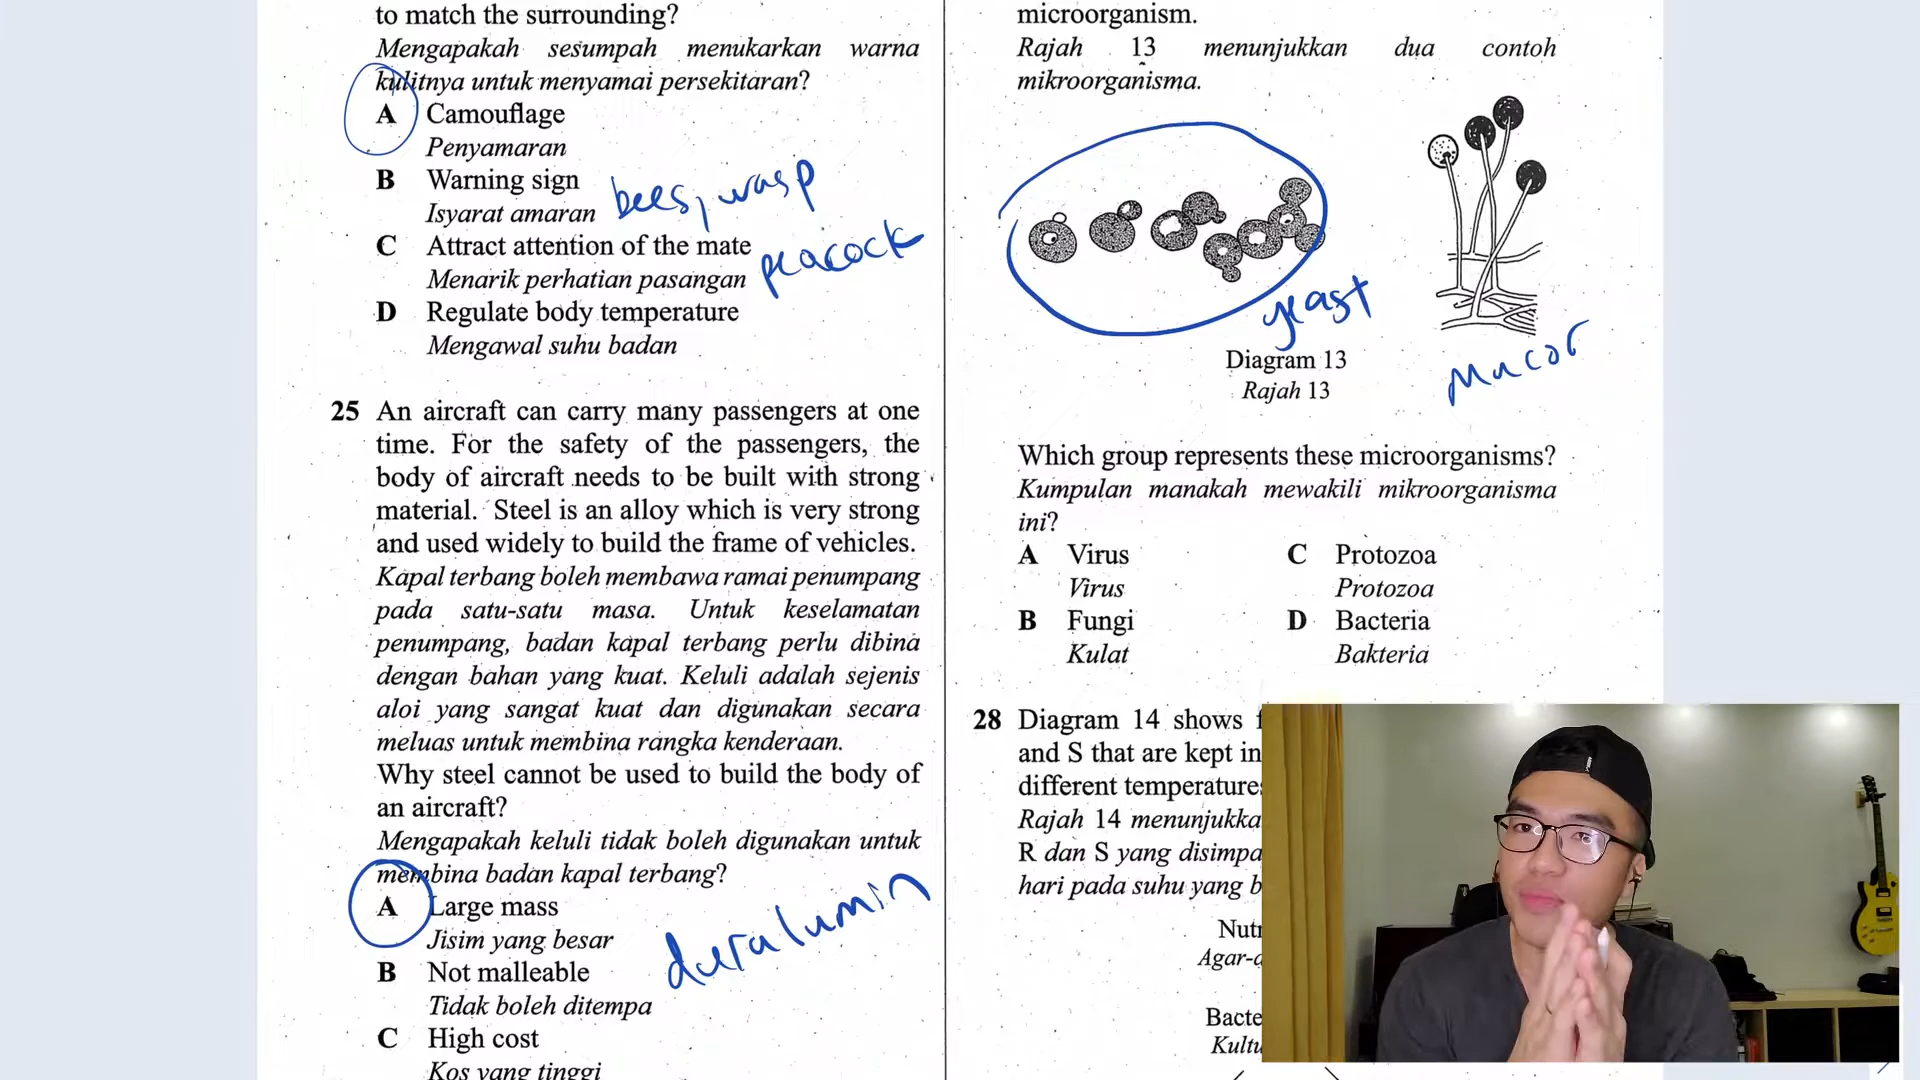 to match the surrounding?
Mengapakah sesumpah menukarkan warna
kulitnya untuk menyamai persekitaran?
A Camouflage
Penyamaran
B Warning sign
Isyarat amaran
bees, wasp
C Attract attention of the mate
Menarik perhatian pasangan
peacock
D Regulate body temperature
Mengawal suhu badan
25 An aircraft can carry many passengers at one
time. For the safety of the passengers, the
body of aircraft needs to be built with strong
material. Steel is an alloy which is very strong
and used widely to build the frame of vehicles.
Kapal terbang boleh membawa ramai penumpang
pada satu-satu masa. Untuk keselamatan
penumpang, badan kapal terbang perlu dibina
dengan bahan yang kuat. Keluli adalah sejenis
aloi yang sangat kuat dan digunakan secara
meluas untuk membina rangka kenderaan.
Why steel cannot be used to build the body of
an aircraft?
Mengapakah keluli tidak boleh digunakan untuk
membina badan kapal terbang?
A Large mass
Jisim yang besar
duralumin
B Not malleable
Tidak boleh ditempa
C High cost
Kos yang tinggi
microorganism.
Rajah 13 menunjukkan dua contoh
mikroorganisma.
yeast
mucor
Diagram 13
Rajah 13
Which group represents these microorganisms?
Kumpulan manakah mewakili mikroorganisma
ini?
A Virus
Virus
B Fungi
Kulat
C Protozoa
Protozoa
D Bacteria
Bakteria
28 Diagram 14 shows
and S that are kept in
different temperature
Rajah 14 menunjukka
R dan S yang disimpa
hari pada suhu yang b
Nutr
Agar-a
Bacte
Kultu